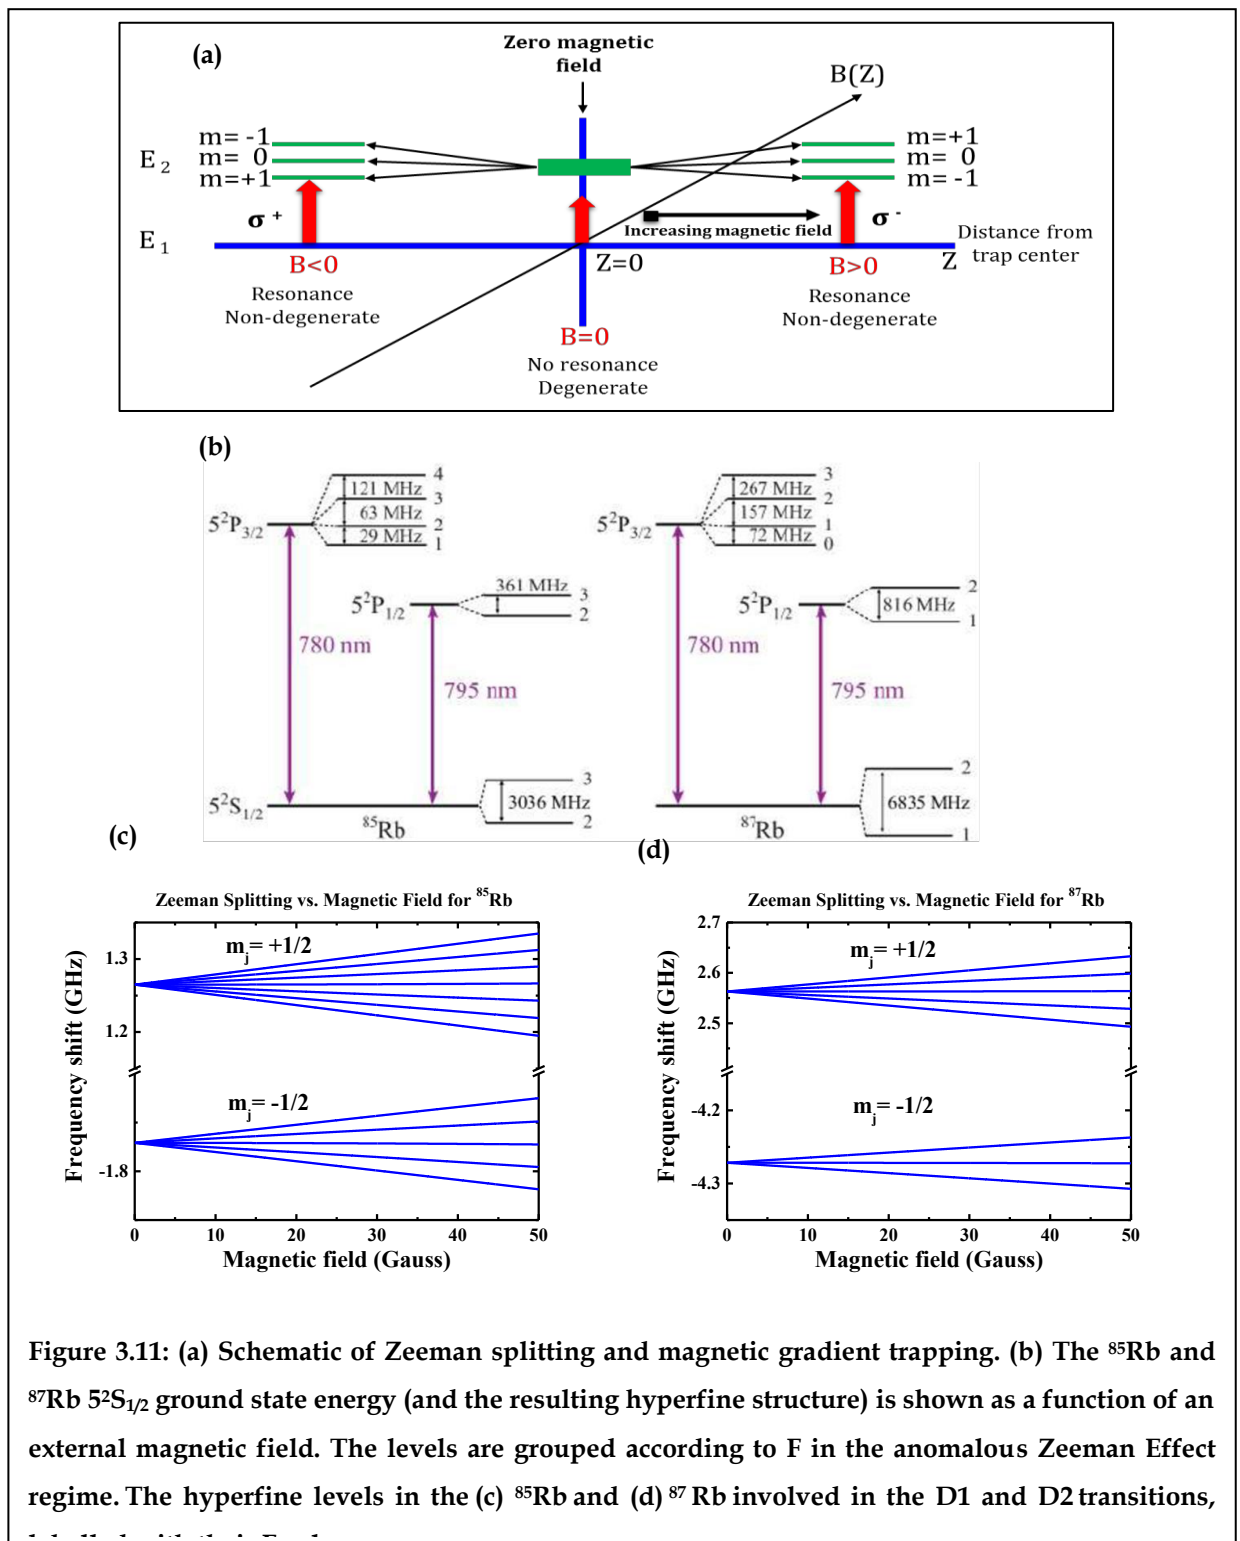 (a)
Zero magnetic
field
B(Z)
m= -1
m= 0
m=+1
E2
m=+1
m= 0
m= -1
σ +
σ -
E1
Increasing magnetic field
Distance from
trap center
B<0
Z=0
B>0
Z
Resonance
Non-degenerate
Resonance
Non-degenerate
B=0
No resonance
Degenerate
(b)
5²P3/2
4
121 MHz
3
63 MHz
2
29 MHz
1
5²P1/2
361 MHz
3
2
780 nm
795 nm
5²S1/2
3
3036 MHz
2
⁸⁵Rb
5²P3/2
3
267 MHz
2
157 MHz
1
72 MHz
0
5²P1/2
2
816 MHz
1
780 nm
795 nm
2
6835 MHz
1
⁸⁷Rb
(c)
(d)
Zeeman Splitting vs. Magnetic Field for ⁸⁵Rb
mj= +1/2
mj= -1/2
Frequency shift (GHz)
1.3
1.2
-1.8
0 10 20 30 40 50
Magnetic field (Gauss)
Zeeman Splitting vs. Magnetic Field for ⁸⁷Rb
mj= +1/2
mj= -1/2
Frequency shift (GHz)
2.7
2.6
2.5
-4.2
-4.3
0 10 20 30 40 50
Magnetic field (Gauss)
Figure 3.11: (a) Schematic of Zeeman splitting and magnetic gradient trapping. (b) The ⁸⁵Rb and
⁸⁷Rb 5²S1/2 ground state energy (and the resulting hyperfine structure) is shown as a function of an
external magnetic field. The levels are grouped according to F in the anomalous Zeeman Effect
regime. The hyperfine levels in the (c) ⁸⁵Rb and (d) ⁸⁷ Rb involved in the D1 and D2 transitions,